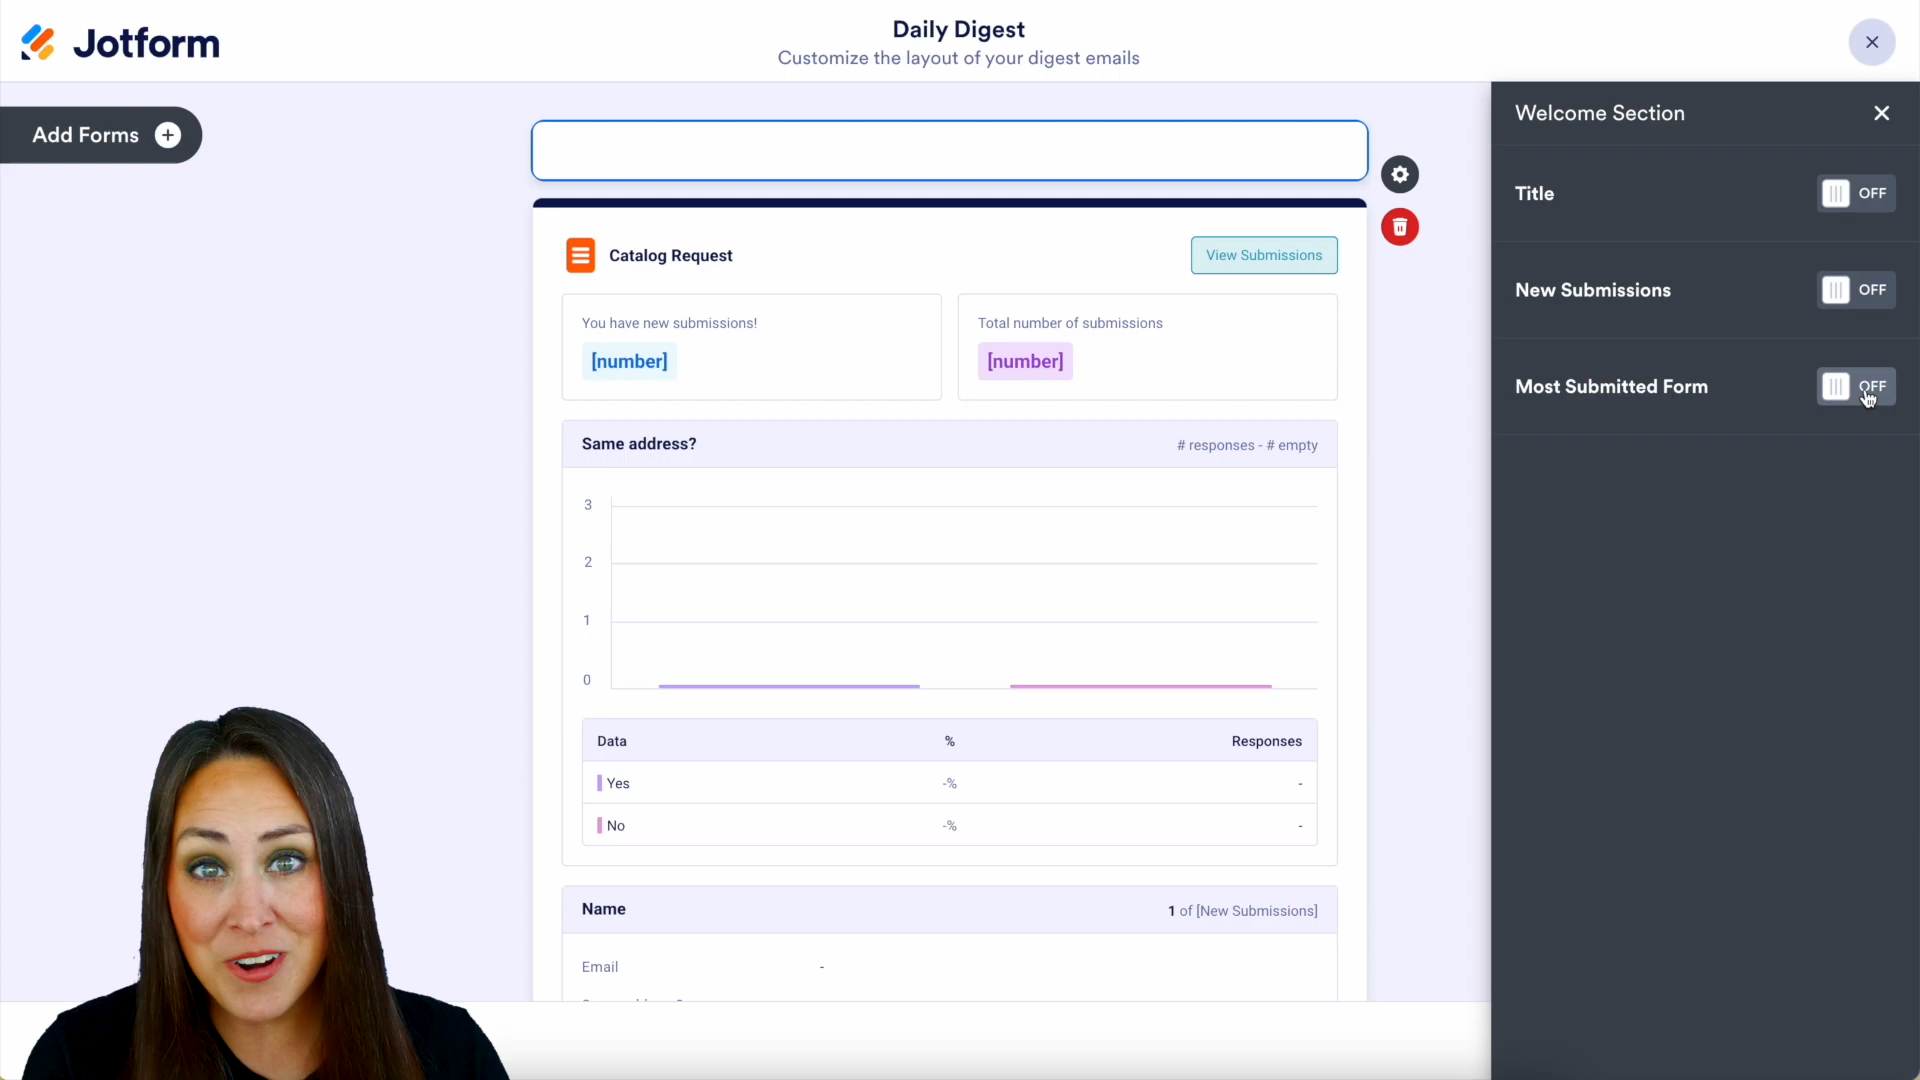 Jotform
Daily Digest
Customize the layout of your digest emails
Add Forms
Catalog Request
View Submissions
You have new submissions!
[number]
Total number of submissions
[number]
Same address?
# responses - # empty
3
2
1
0
Data % Responses
Yes -% -
No -% -
Name
1 of [New Submissions]
Email -
Welcome Section
Title OFF
New Submissions OFF
Most Submitted Form OFF